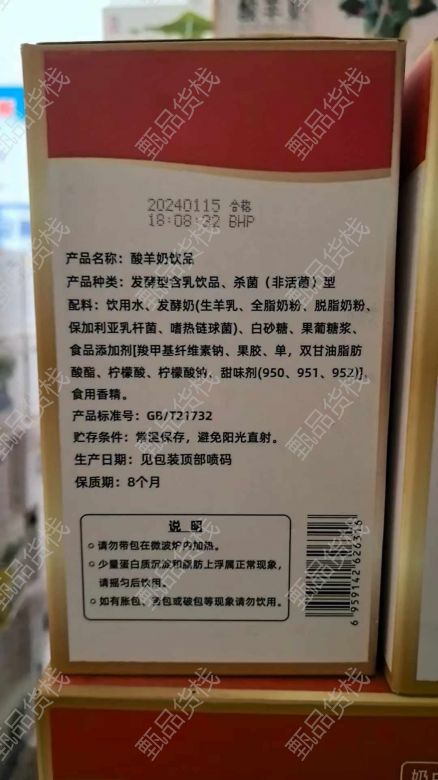 酸羊奶
20240115 合格
18:08:32 BHP
产品名称：酸羊奶饮品
产品种类：发酵型含乳饮品、杀菌（非活菌）型
配料：饮用水、发酵奶(生羊乳、全脂奶粉、脱脂奶粉、
保加利亚乳杆菌、嗜热链球菌)、白砂糖、果葡糖浆、
食品添加剂[羧甲基纤维素钠、果胶、单，双甘油脂肪
酸酯、柠檬酸、柠檬酸钠、甜味剂(950、951、952)]、
食用香精。
产品标准号：GB/T21732
贮存条件：常温保存，避免阳光直射。
生产日期：见包装顶部喷码
保质期：8个月
说 明
请勿带包在微波炉内加热。
少量蛋白质沉淀和脂肪上浮属正常现象，
请摇匀后饮用。
如有胀包、漏包或破包等现象请勿饮用。
6 959142 626346
甄品货栈